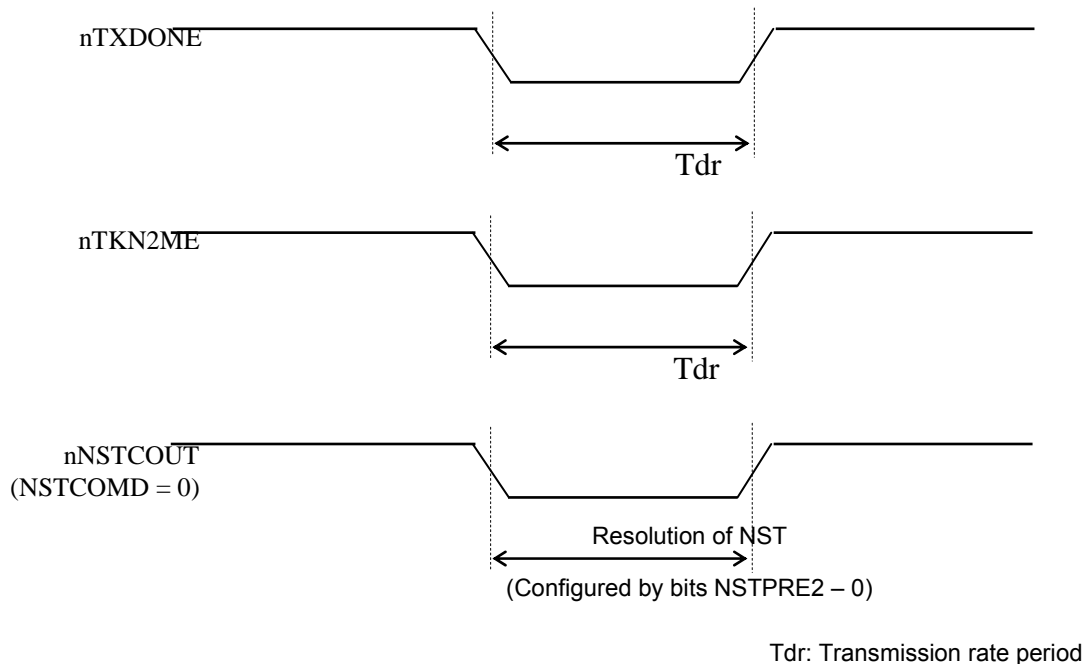 nTXDONE
Tdr
nTKN2ME
Tdr
nNSTCOUT
(NSTCOMD = 0)
Resolution of NST
(Configured by bits NSTPRE2 – 0)
Tdr: Transmission rate period